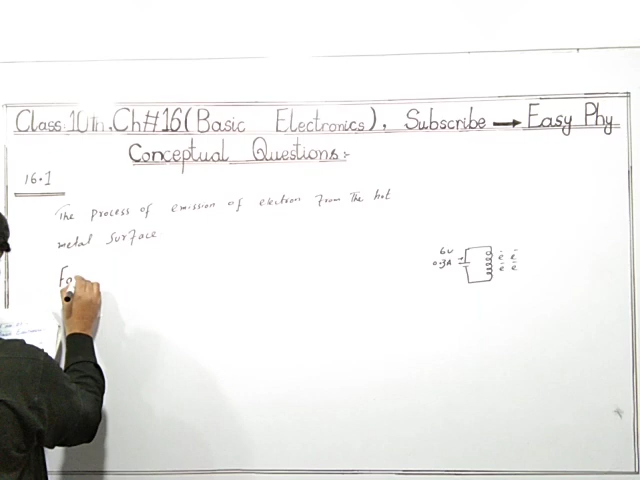 Class:10th, Ch#16(Basic Electronics), Subscribe → Easy Phy
Conceptual Questions:-
16.1
The process of emission of electron from the hot
metal surface
6v
0.3A
e⁻ e⁻
e⁻ e⁻